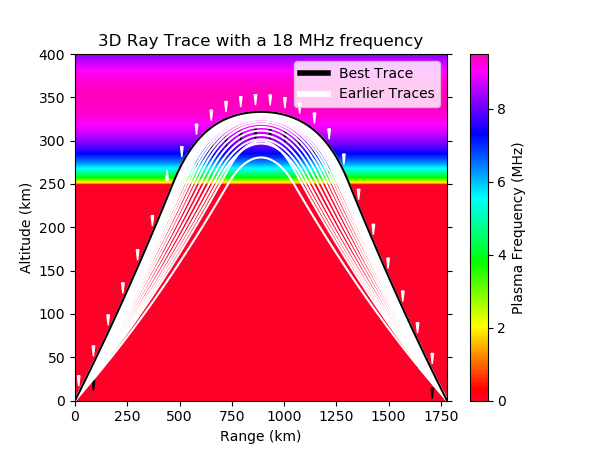 3D Ray Trace with a 18 MHz frequency
400
350
300
250
200
150
100
50
0
Altitude (km)
0 250 500 750 1000 1250 1500 1750
Range (km)
Best Trace
Earlier Traces
8
6
4
2
0
Plasma Frequency (MHz)